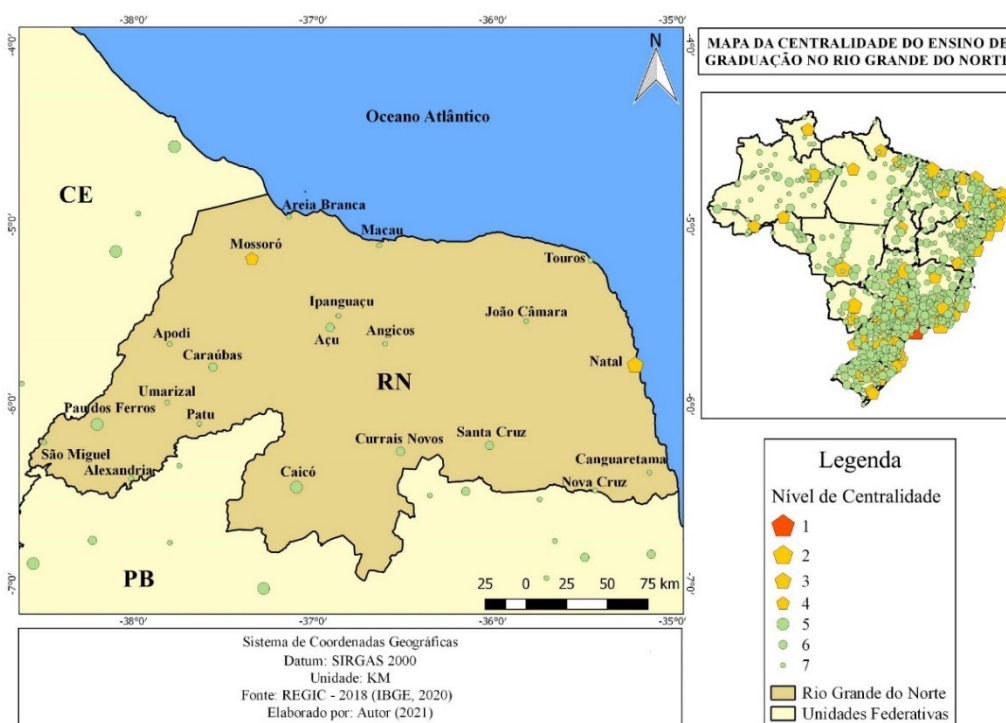 -38°0'
-37°0'
-36°0'
-35°0'
-4°0'
-4°0'
N
MAPA DA CENTRALIDADE DO ENSINO DE
GRADUAÇÃO NO RIO GRANDE DO NORTE
Oceano Atlântico
CE
-5°0'
-5°0'
Areia Branca
Macau
Mossoró
Touros
Ipanguaçu
João Câmara
Açu
Angicos
Apodi
Caraúbas
Natal
RN
Umarizal
-6°0'
-6°0'
Pau dos Ferros
Patu
Currais Novos
Santa Cruz
São Miguel
Alexandria
Caicó
Canguaretama
Nova Cruz
PB
-7°0'
-7°0'
25 0 25 50 75 km
-38°0'
-37°0'
-36°0'
-35°0'
Legenda
Nível de Centralidade
1
2
3
4
5
6
7
Rio Grande do Norte
Unidades Federativas
Sistema de Coordenadas Geográficas
Datum: SIRGAS 2000
Unidade: KM
Fonte: REGIC - 2018 (IBGE, 2020)
Elaborado por: Autor (2021)